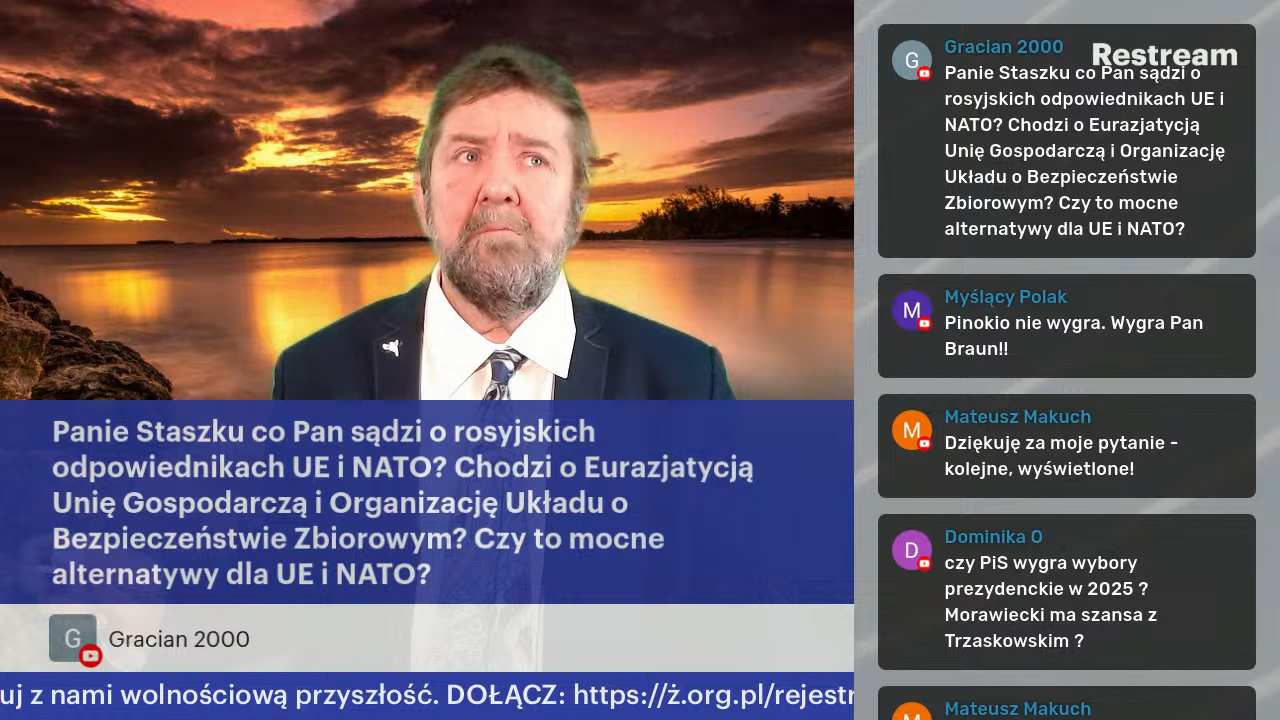 Panie Staszku co Pan sądzi o rosyjskich
odpowiednikach UE i NATO? Chodzi o Eurazjatycją
Unię Gospodarczą i Organizację Układu o
Bezpieczeństwie Zbiorowym? Czy to mocne
alternatywy dla UE i NATO?
G
Gracian 2000
uj z nami wolnościową przyszłość. DOŁĄCZ: https://ż.org.pl/rejestr
Restream
G
Gracian 2000
Panie Staszku co Pan sądzi o
rosyjskich odpowiednikach UE i
NATO? Chodzi o Eurazjatycją
Unię Gospodarczą i Organizację
Układu o Bezpieczeństwie
Zbiorowym? Czy to mocne
alternatywy dla UE i NATO?
M
Myślący Polak
Pinokio nie wygra. Wygra Pan
Braun!!
M
Mateusz Makuch
Dziękuję za moje pytanie -
kolejne, wyświetlone!
D
Dominika O
czy PiS wygra wybory
prezydenckie w 2025 ?
Morawiecki ma szansa z
Trzaskowskim ?
M
Mateusz Makuch